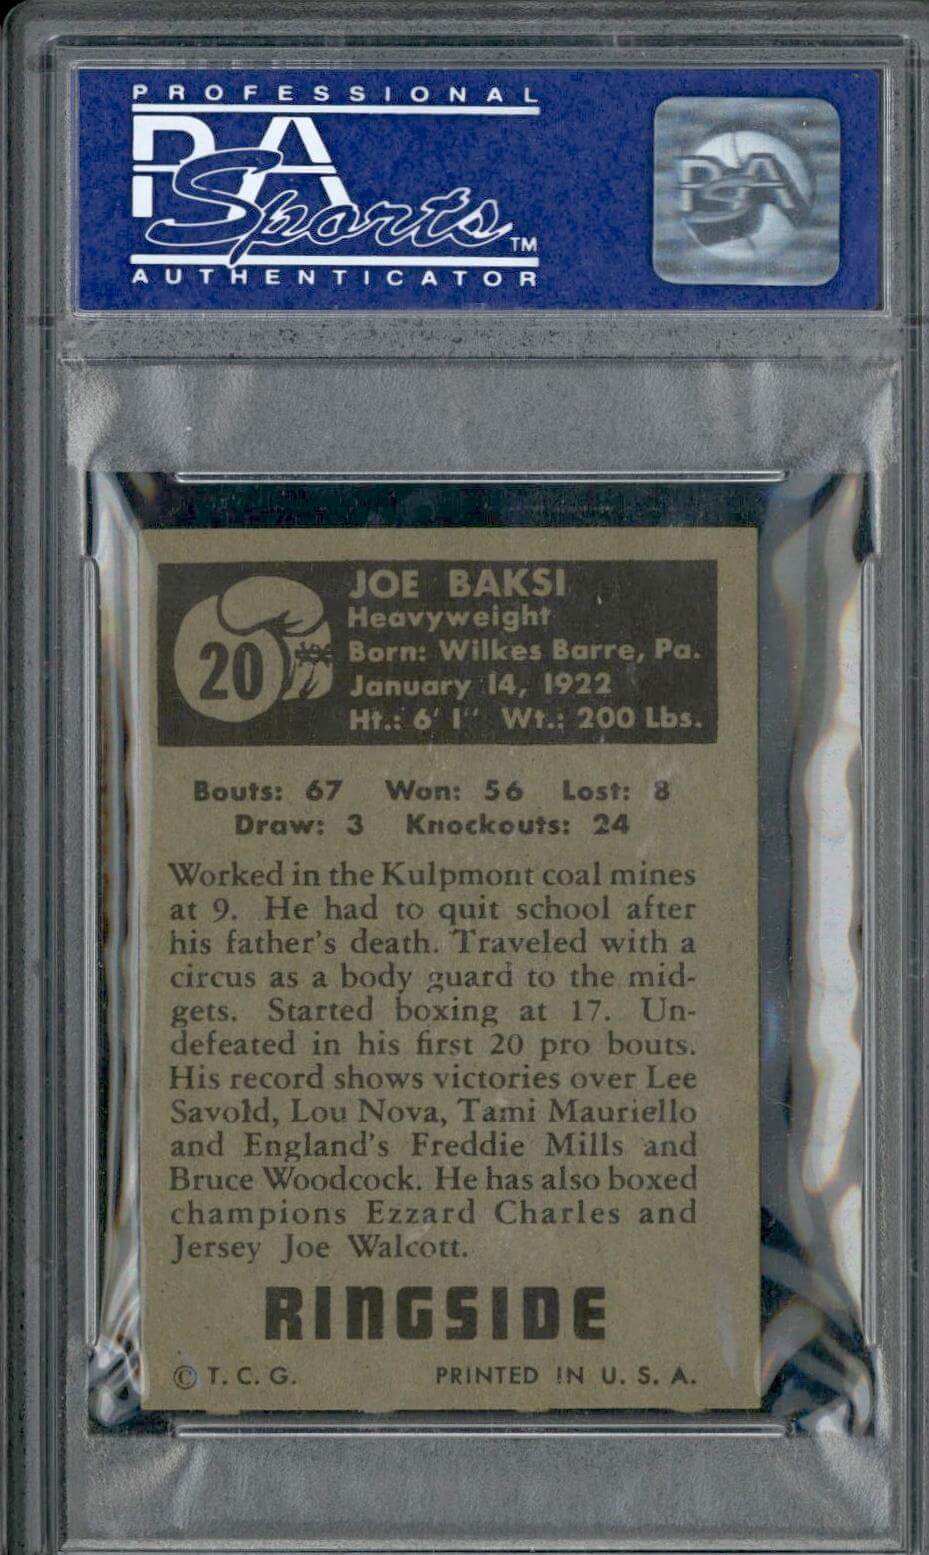 PROFESSIONAL
PSA
Sports™
AUTHENTICATOR
PSA
20
JOE BAKSI
Heavyweight
Born: Wilkes Barre, Pa.
January 14, 1922
Ht.: 6' 1" Wt.: 200 Lbs.
Bouts: 67 Won: 56 Lost: 8
Draw: 3 Knockouts: 24
Worked in the Kulpmont coal mines
at 9. He had to quit school after
his father's death. Traveled with a
circus as a body guard to the mid-
gets. Started boxing at 17. Un-
defeated in his first 20 pro bouts.
His record shows victories over Lee
Savold, Lou Nova, Tami Mauriello
and England's Freddie Mills and
Bruce Woodcock. He has also boxed
champions Ezzard Charles and
Jersey Joe Walcott.
RINGSIDE
© T. C. G. PRINTED IN U. S. A.